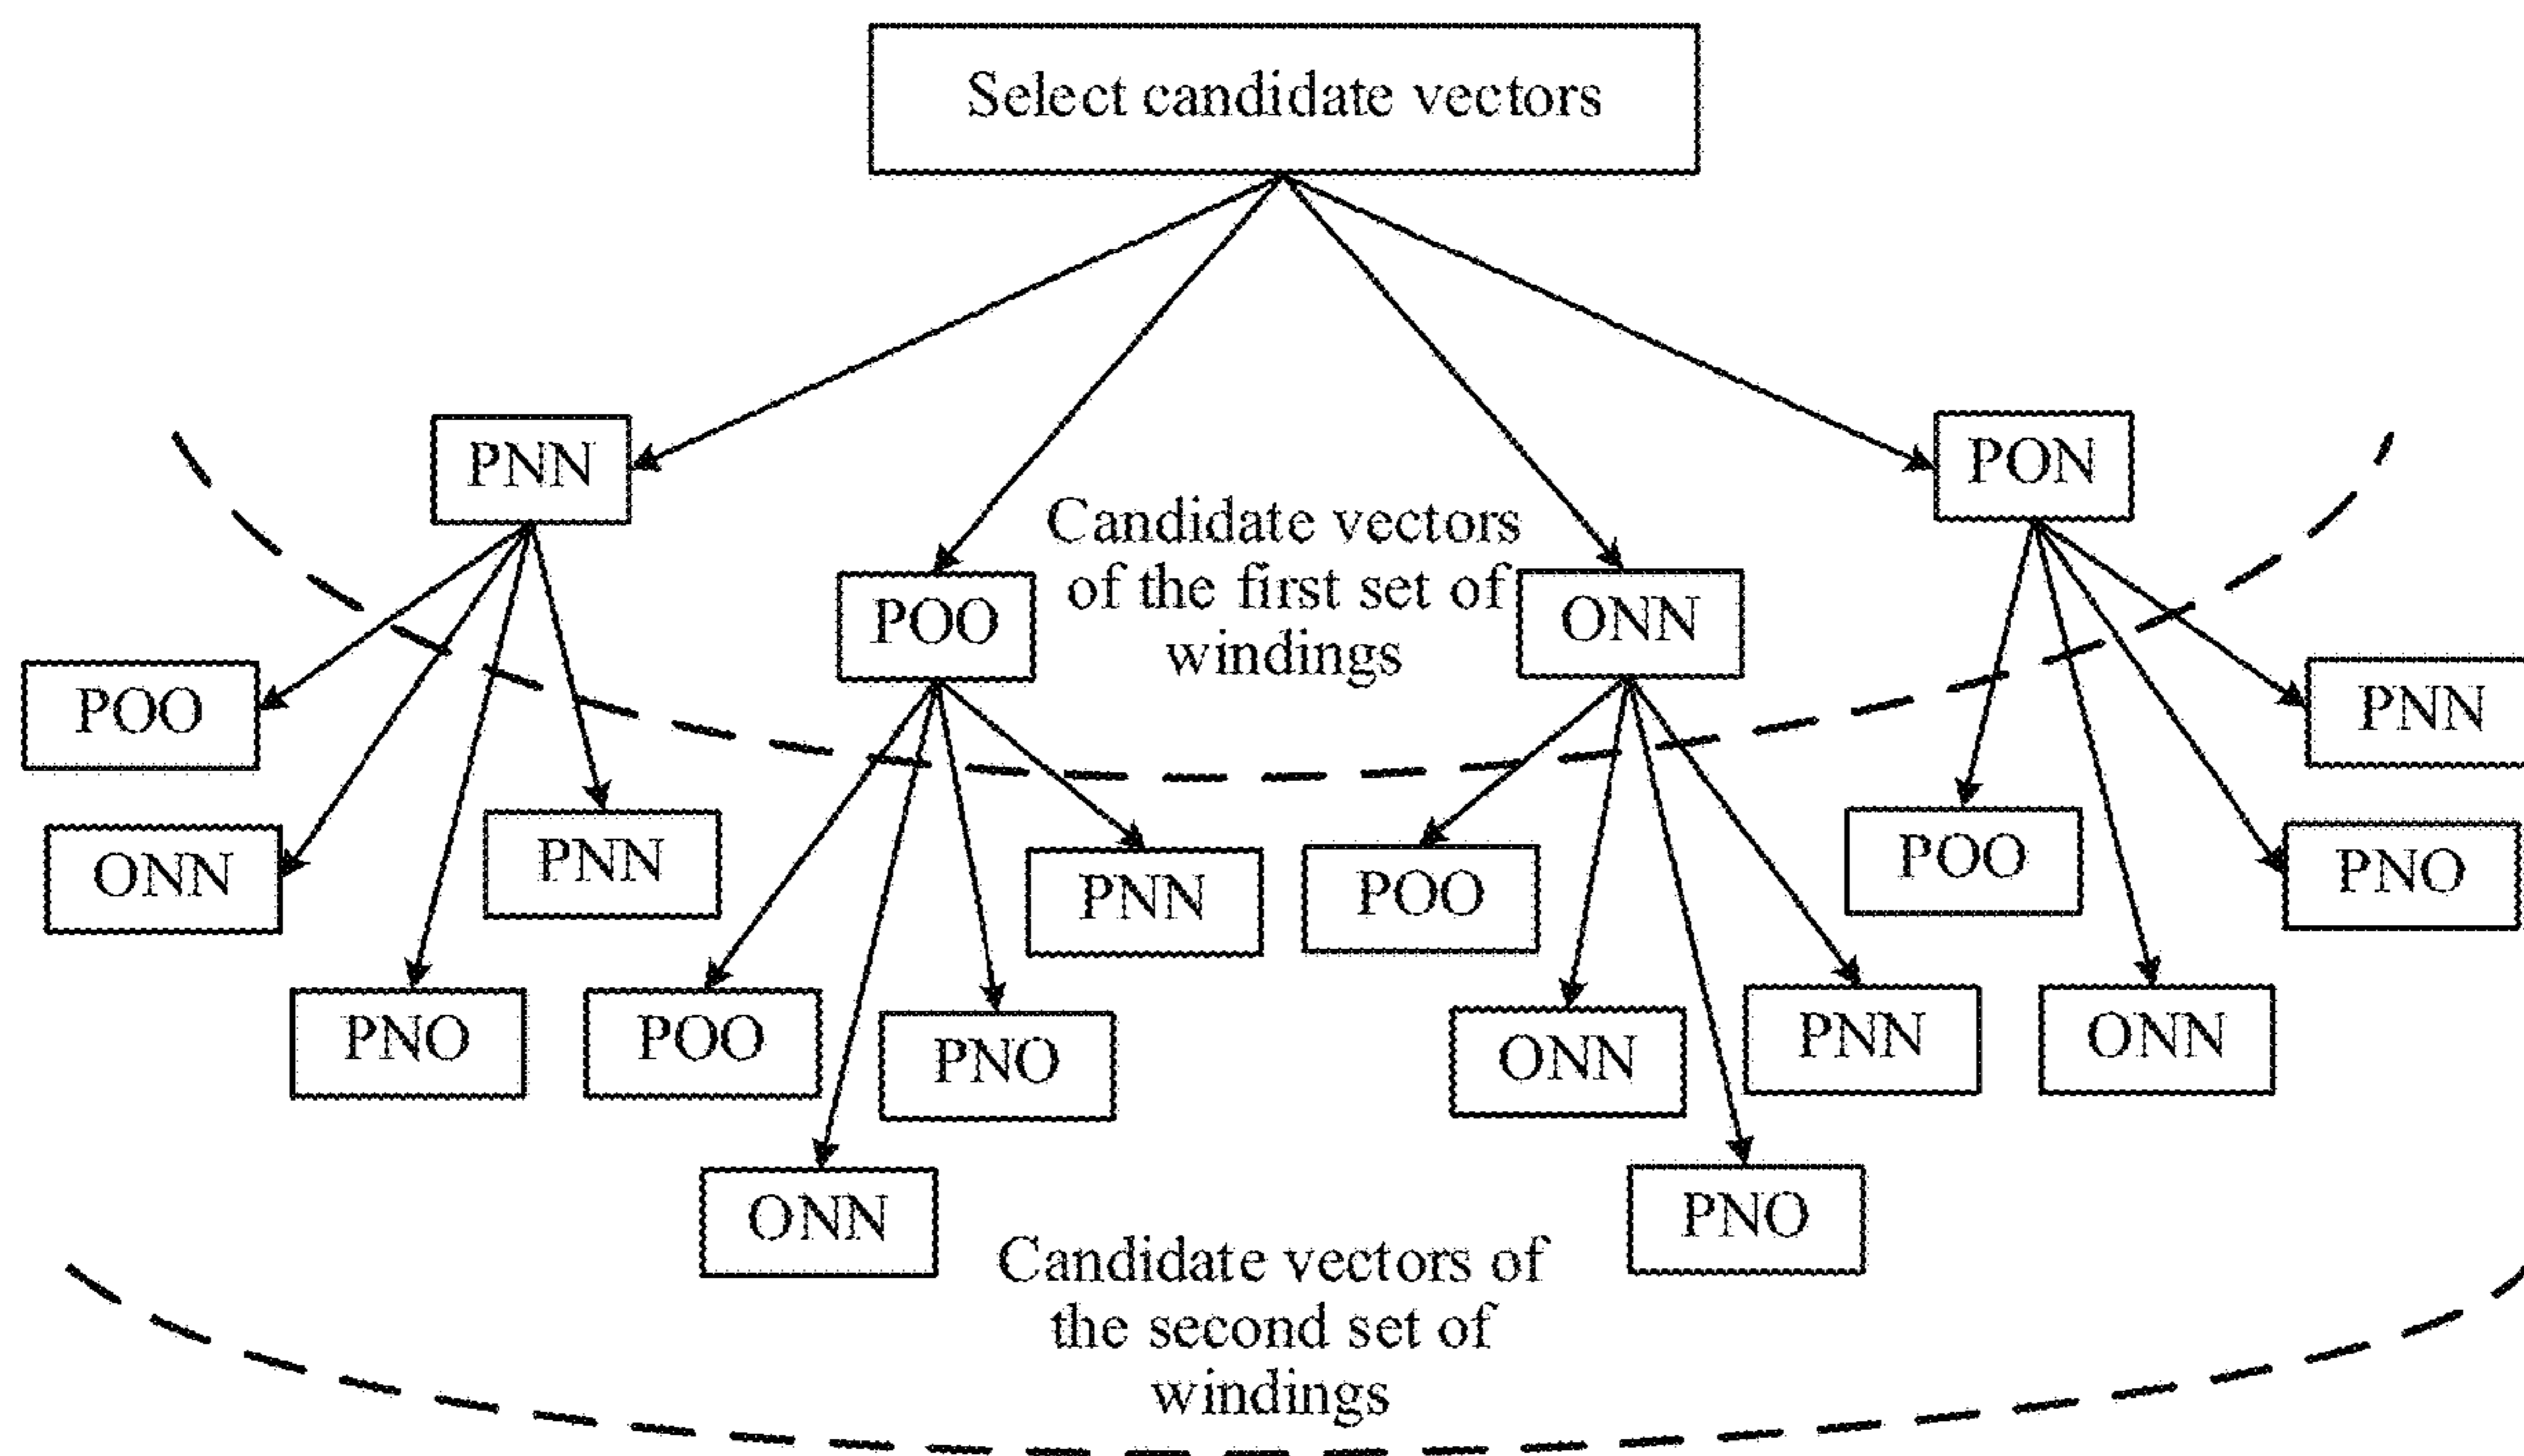 Select candidate vectors
PNN
PON
Candidate vectors
of the first set of
windings
POO
ONN
POO
PNN
ONN
PNN
PNN
POO
POO
PNO
PNO
POO
PNO
ONN
PNN
ONN
ONN
PNO
Candidate vectors of
the second set of
windings